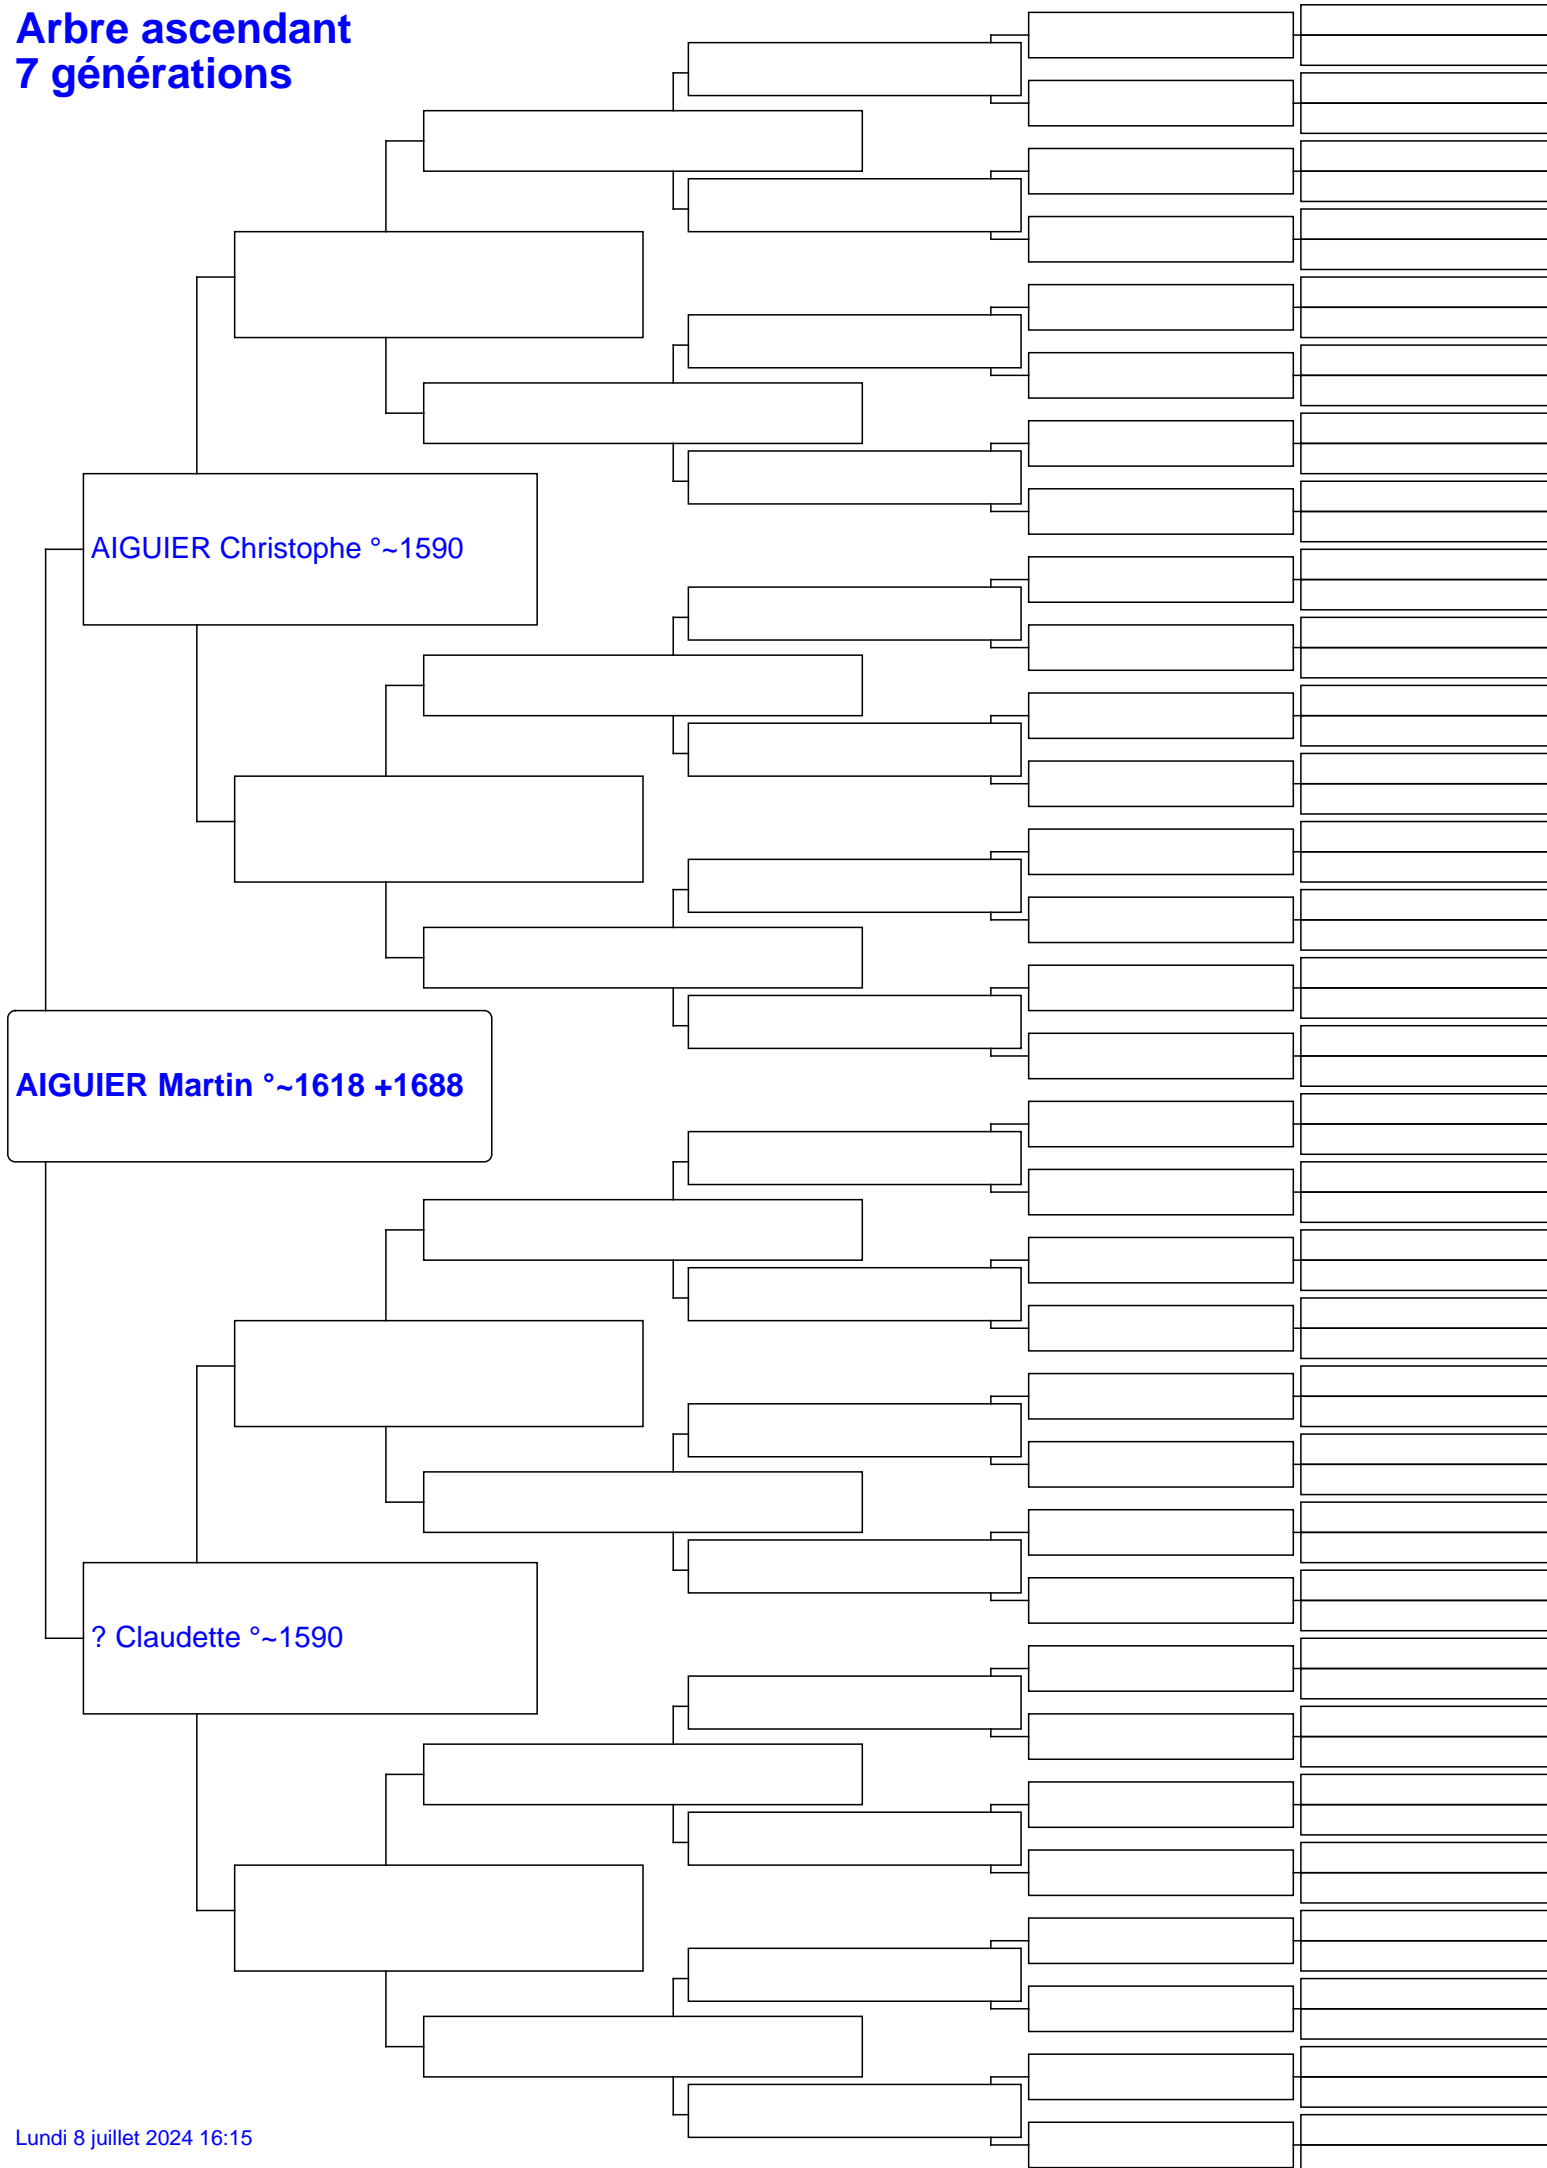 Arbre ascendant
7 générations
AIGUIER Christophe °~1590
AIGUIER Martin °~1618 +1688
? Claudette °~1590
Lundi 8 juillet 2024 16:15